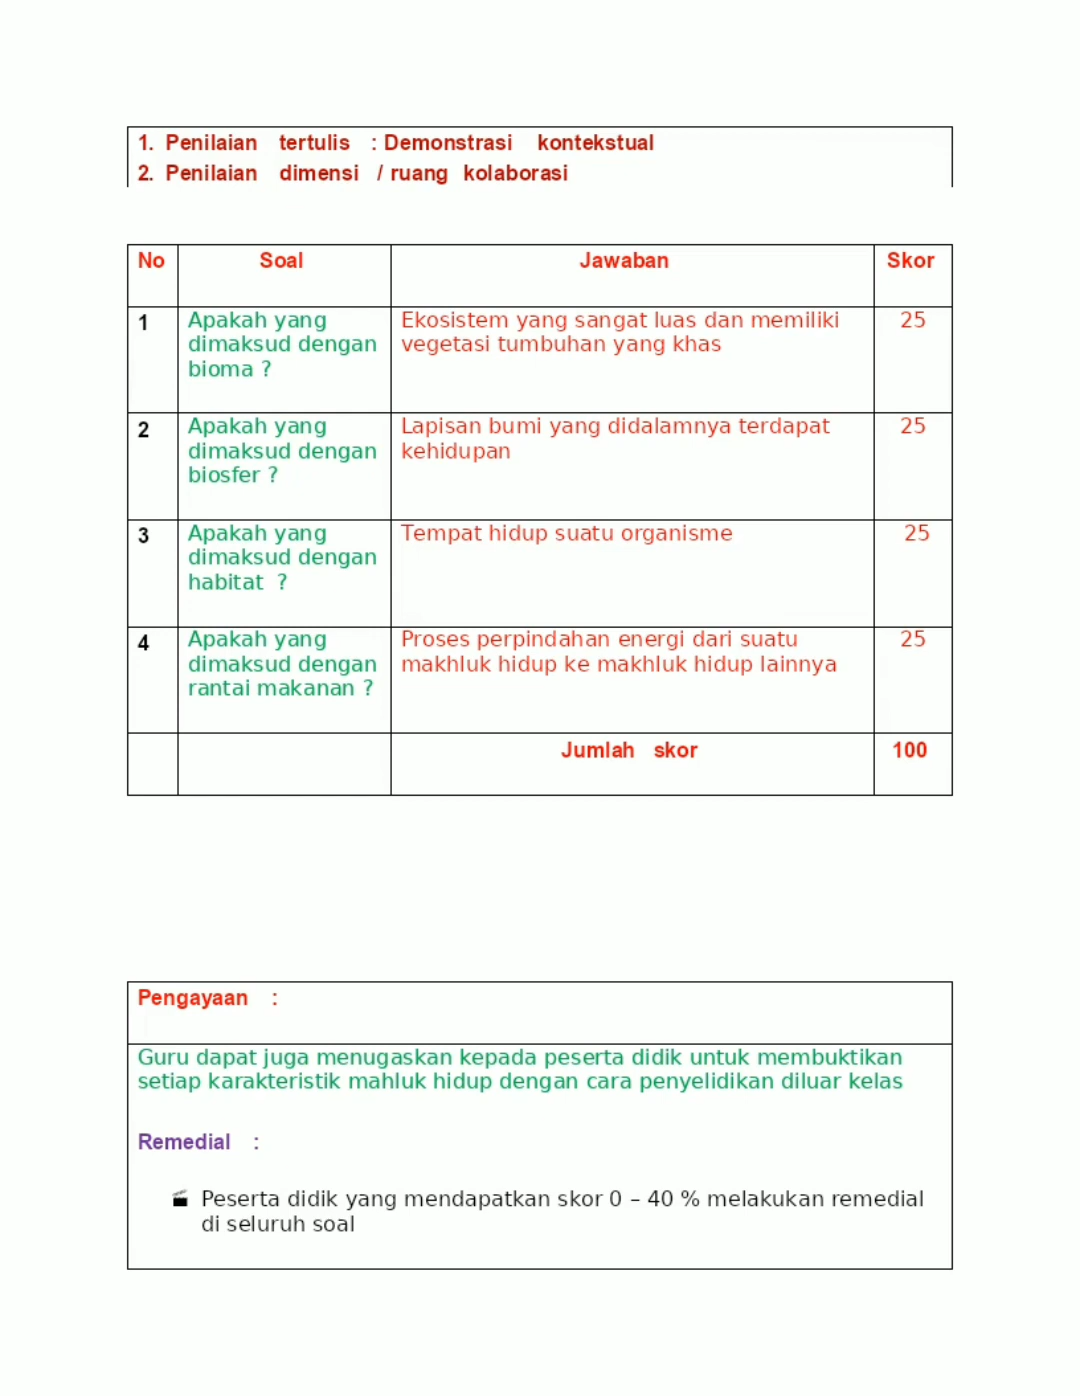 1. Penilaian tertulis : Demonstrasi kontekstual
2. Penilaian dimensi / ruang kolaborasi
No Soal Jawaban Skor
1 Apakah yang dimaksud dengan bioma ? Ekosistem yang sangat luas dan memiliki vegetasi tumbuhan yang khas 25
2 Apakah yang dimaksud dengan biosfer ? Lapisan bumi yang didalamnya terdapat kehidupan 25
3 Apakah yang dimaksud dengan habitat ? Tempat hidup suatu organisme 25
4 Apakah yang dimaksud dengan rantai makanan ? Proses perpindahan energi dari suatu makhluk hidup ke makhluk hidup lainnya 25
Jumlah skor 100
Pengayaan :
Guru dapat juga menugaskan kepada peserta didik untuk membuktikan
setiap karakteristik mahluk hidup dengan cara penyelidikan diluar kelas
Remedial :
Peserta didik yang mendapatkan skor 0 – 40 % melakukan remedial
di seluruh soal